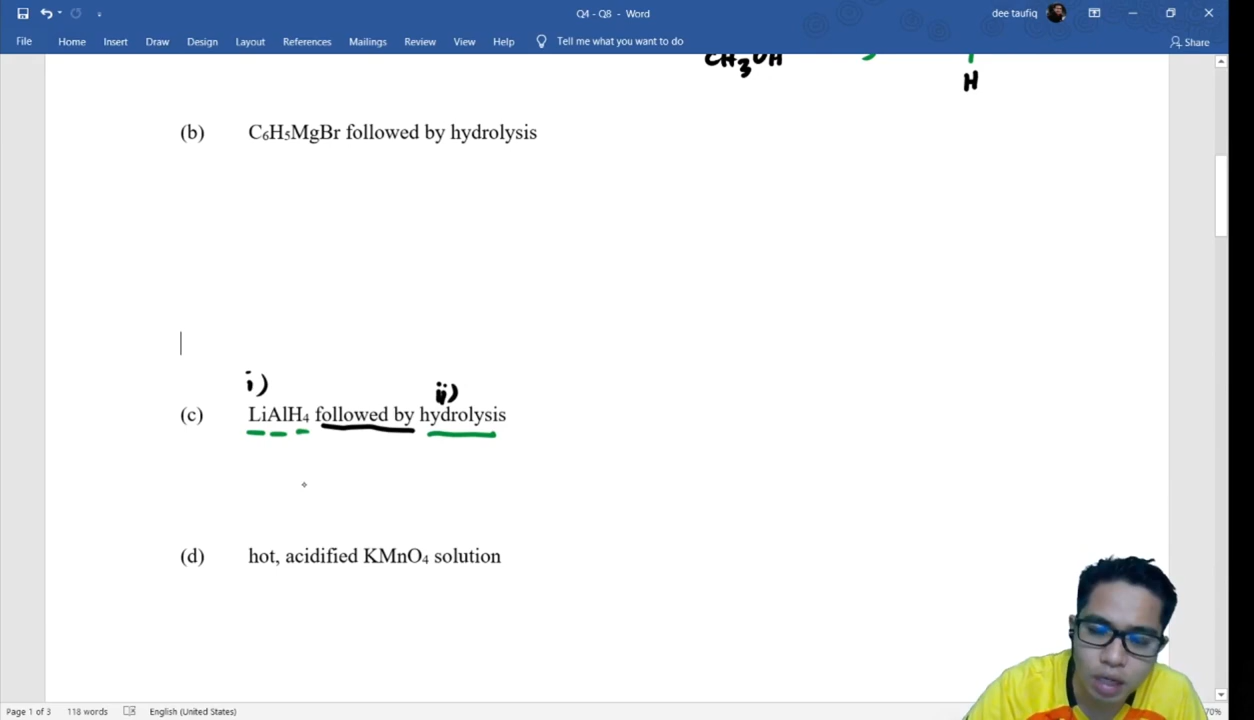 Q4 - Q8 - Word
dee taufiq
File Home Insert Draw Design Layout References Mailings Review View Help Tell me what you want to do Share
CH₃OH
H
(b) C₆H₅MgBr followed by hydrolysis
i) ii)
(c) LiAlH₄ followed by hydrolysis
(d) hot, acidified KMnO₄ solution
Page 1 of 3 118 words English (United States) 70%